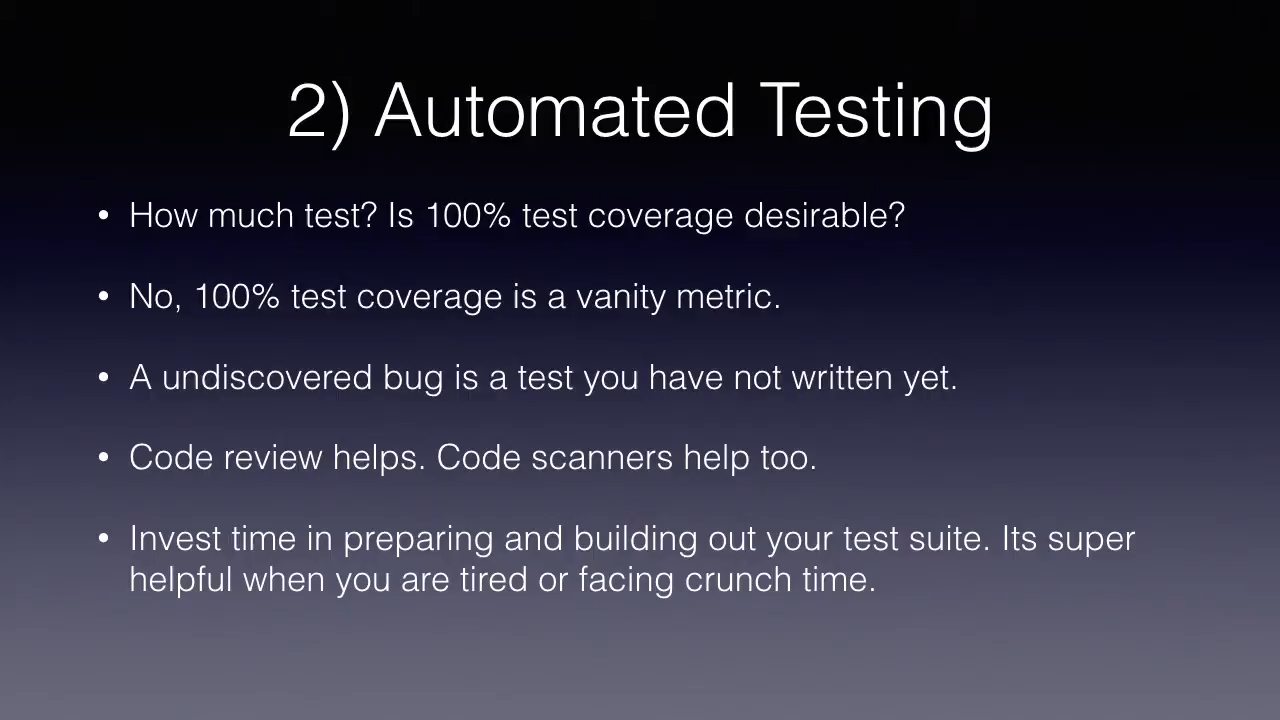 2) Automated Testing
• How much test? Is 100% test coverage desirable?
• No, 100% test coverage is a vanity metric.
• A undiscovered bug is a test you have not written yet.
• Code review helps. Code scanners help too.
• Invest time in preparing and building out your test suite. Its super
helpful when you are tired or facing crunch time.